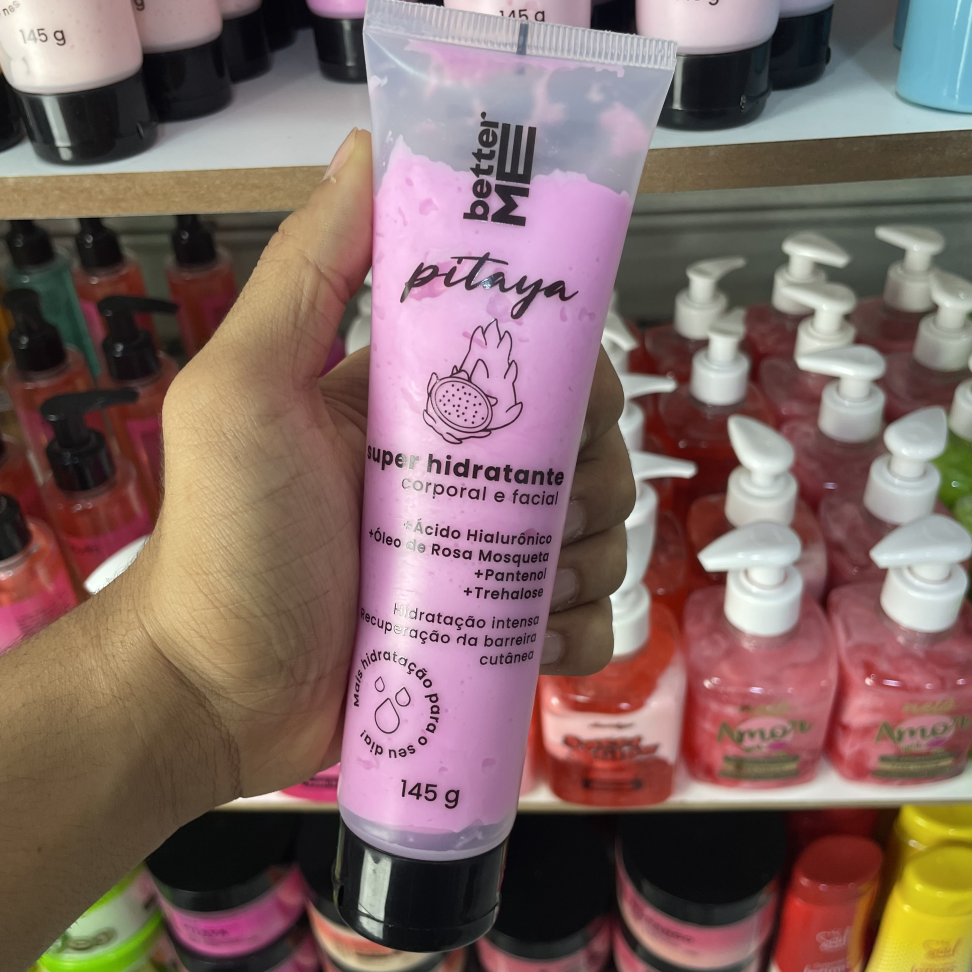 145 g
145 g
better
ME
pitaya
super hidratante
corporal e facial
+Ácido Hialurônico
+Óleo de Rosa Mosqueta
+Pantenol
+Trehalose
Hidratação intensa
Recuperação da barreira
cutânea
Mais hidratação para o seu dia!
145 g
Amor
Amor